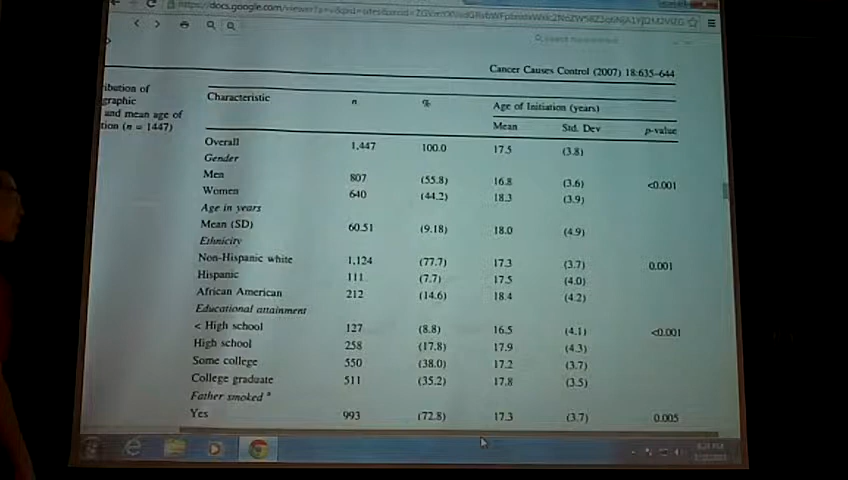 Cancer Causes Control (2007) 18:635–644
ibution of
graphic
and mean age of
tion (n = 1447)
Characteristic n % Age of Initiation (years)
Mean Std. Dev p-value
Overall 1,447 100.0 17.5 (3.8)
Gender
Men 807 (55.8) 16.8 (3.6) <0.001
Women 640 (44.2) 18.3 (3.9)
Age in years
Mean (SD) 60.51 (9.18) 18.0 (4.9)
Ethnicity
Non-Hispanic white 1,124 (77.7) 17.3 (3.7) 0.001
Hispanic 111 (7.7) 17.5 (4.0)
African American 212 (14.6) 18.4 (4.2)
Educational attainment
< High school 127 (8.8) 16.5 (4.1) <0.001
High school 258 (17.8) 17.9 (4.3)
Some college 550 (38.0) 17.2 (3.7)
College graduate 511 (35.2) 17.8 (3.5)
Father smoked a
Yes 993 (72.8) 17.3 (3.7) 0.005